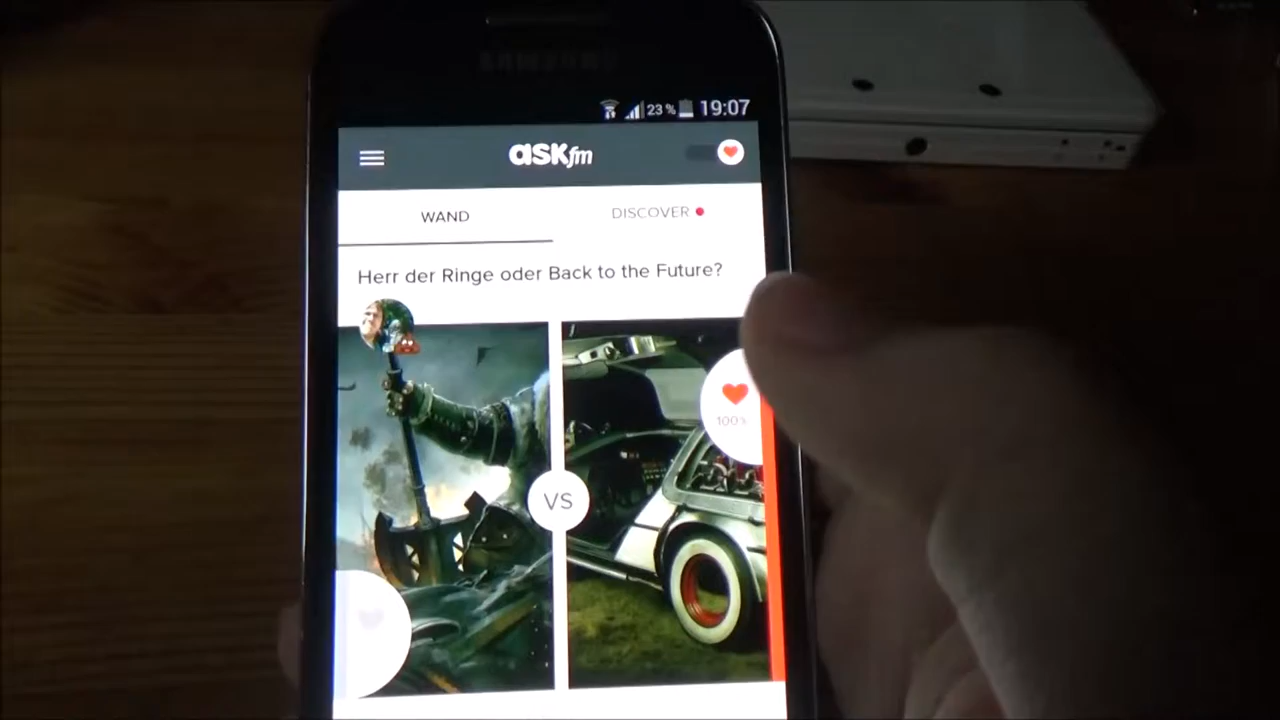 SAMSUNG
23 % 19:07
ASKfm
WAND DISCOVER
Herr der Ringe oder Back to the Future?
100%
VS